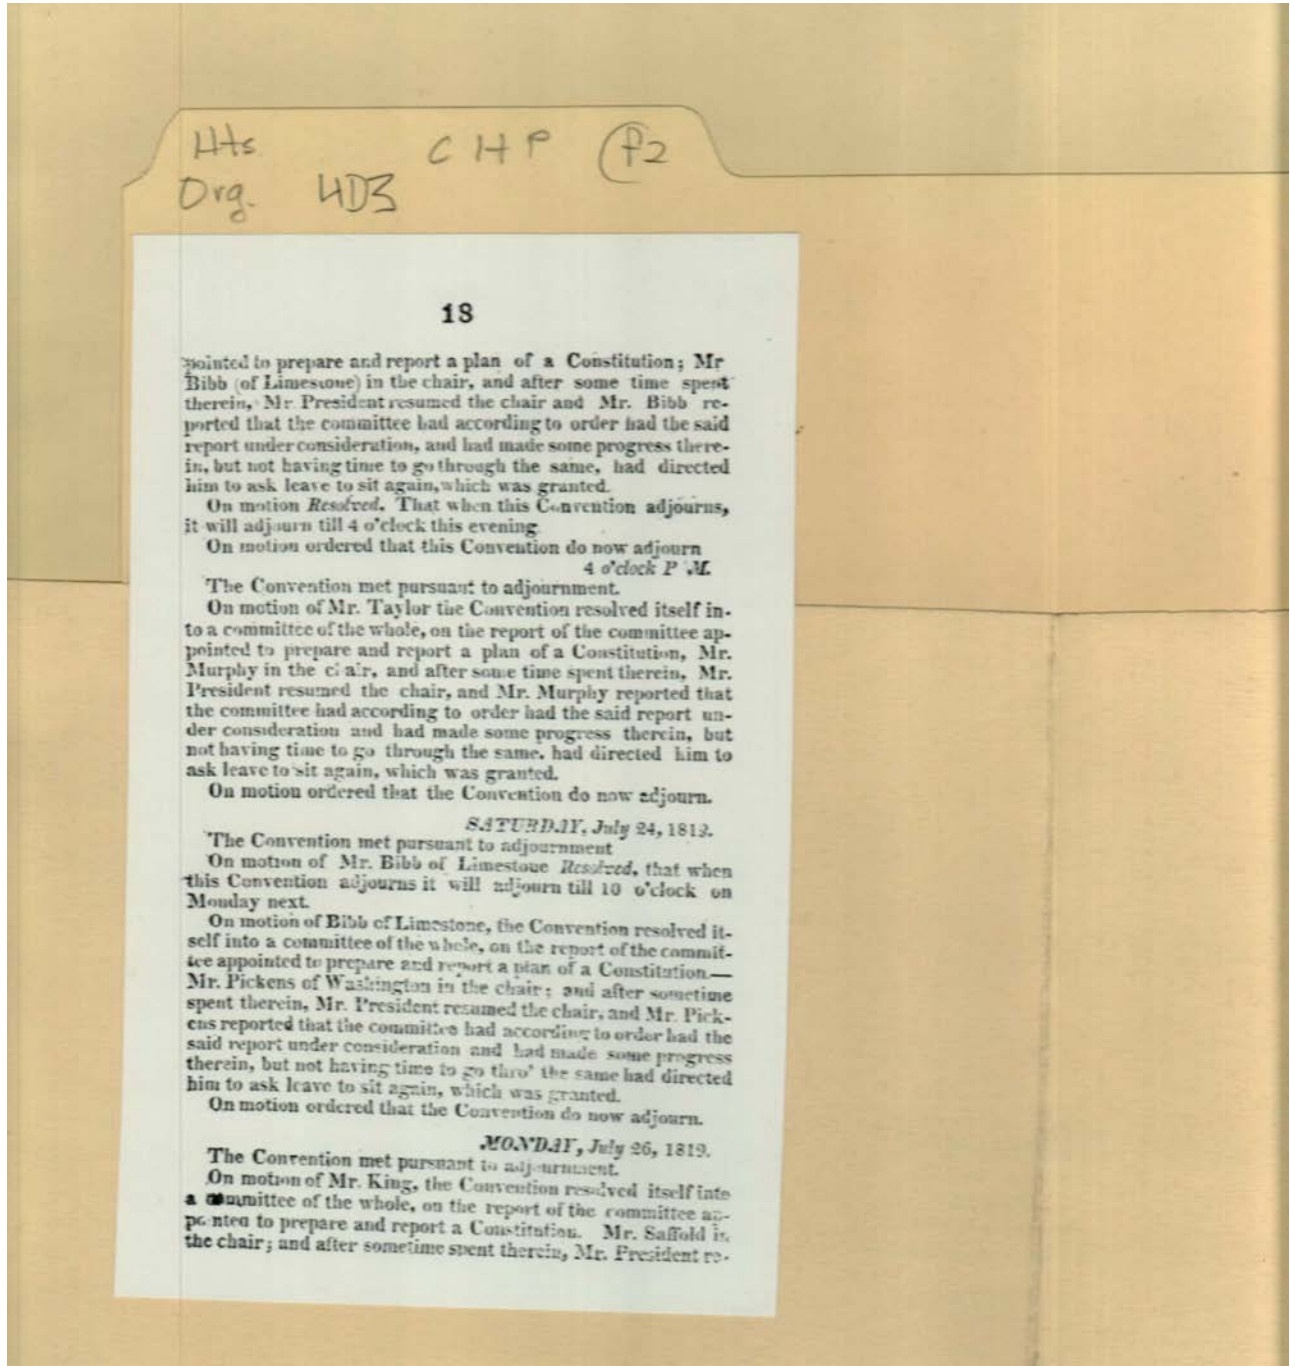 Hts C H P P2
Org. 4D3
18
pointed to prepare and report a plan of a Constitution; Mr
Bibb (of Limestone) in the chair, and after some time spent
therein, Mr President resumed the chair and Mr. Bibb re-
ported that the committee had according to order had the said
report under consideration, and had made some progress there-
in, but not having time to go through the same, had directed
him to ask leave to sit again, which was granted.
On motion Resolved. That when this Convention adjourns,
it will adjourn till 4 o'clock this evening
On motion ordered that this Convention do now adjourn
4 o'clock P M.
The Convention met pursuant to adjournment.
On motion of Mr. Taylor the Convention resolved itself in-
to a committee of the whole, on the report of the committee ap-
pointed to prepare and report a plan of a Constitution, Mr.
Murphy in the chair, and after some time spent therein, Mr.
President resumed the chair, and Mr. Murphy reported that
the committee had according to order had the said report un-
der consideration and had made some progress therein, but
not having time to go through the same. had directed him to
ask leave to sit again, which was granted.
On motion ordered that the Convention do now adjourn.
SATURDAY, July 24, 1819.
The Convention met pursuant to adjournment
On motion of Mr. Bibb of Limestone Resolved, that when
this Convention adjourns it will adjourn till 10 o'clock on
Monday next.
On motion of Bibb of Limestone, the Convention resolved it-
self into a committee of the whole, on the report of the commit-
tee appointed to prepare and report a plan of a Constitution.—
Mr. Pickens of Washington in the chair; and after sometime
spent therein, Mr. President resumed the chair, and Mr. Pick-
ens reported that the committee had according to order had the
said report under consideration and had made some progress
therein, but not having time to go thro' the same had directed
him to ask leave to sit again, which was granted.
On motion ordered that the Convention do now adjourn.
MONDAY, July 26, 1819.
The Convention met pursuant to adjournment.
On motion of Mr. King, the Convention resolved itself into
a committee of the whole, on the report of the committee ap-
pointed to prepare and report a Constitution. Mr. Saffold in
the chair; and after sometime spent therein, Mr. President re-